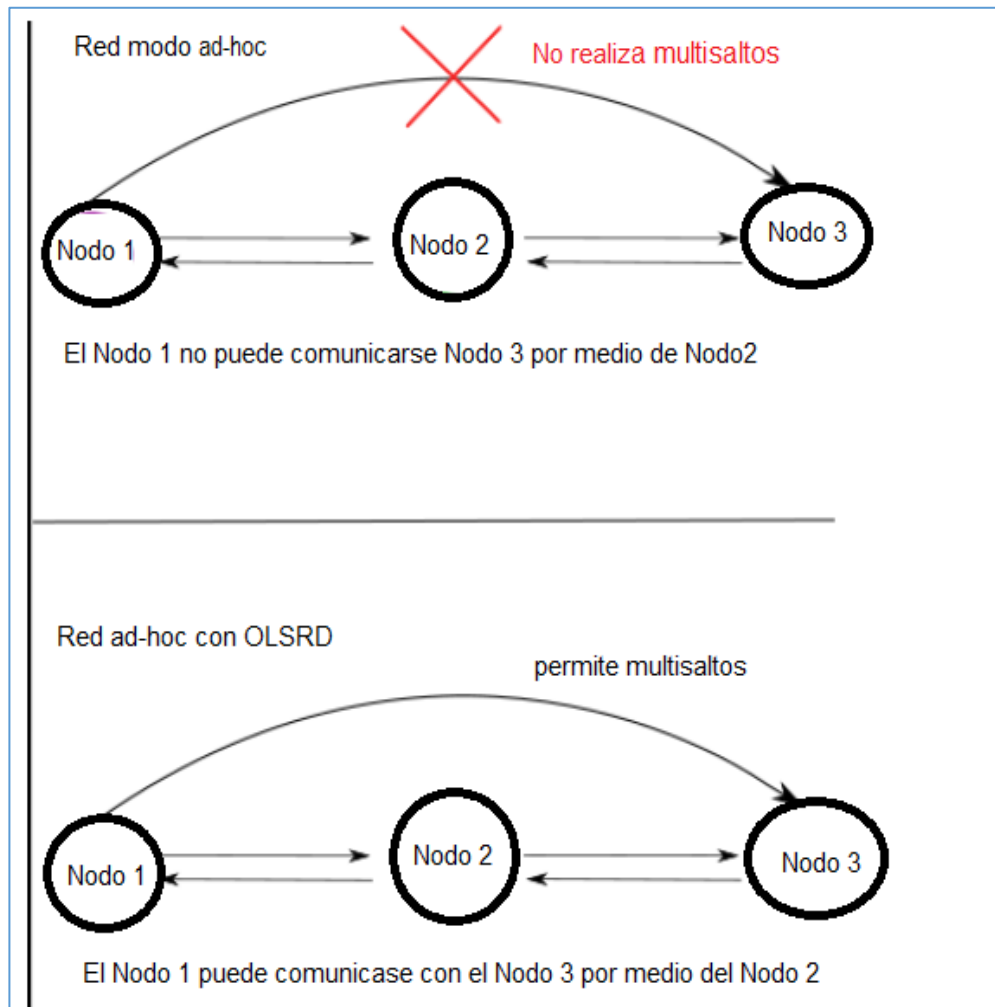 Red modo ad-hoc
No realiza multisaltos
Nodo 1
Nodo 2
Nodo 3
El Nodo 1 no puede comunicarse Nodo 3 por medio de Nodo2
Red ad-hoc con OLSRD
permite multisaltos
Nodo 1
Nodo 2
Nodo 3
El Nodo 1 puede comunicase con el Nodo 3 por medio del Nodo 2